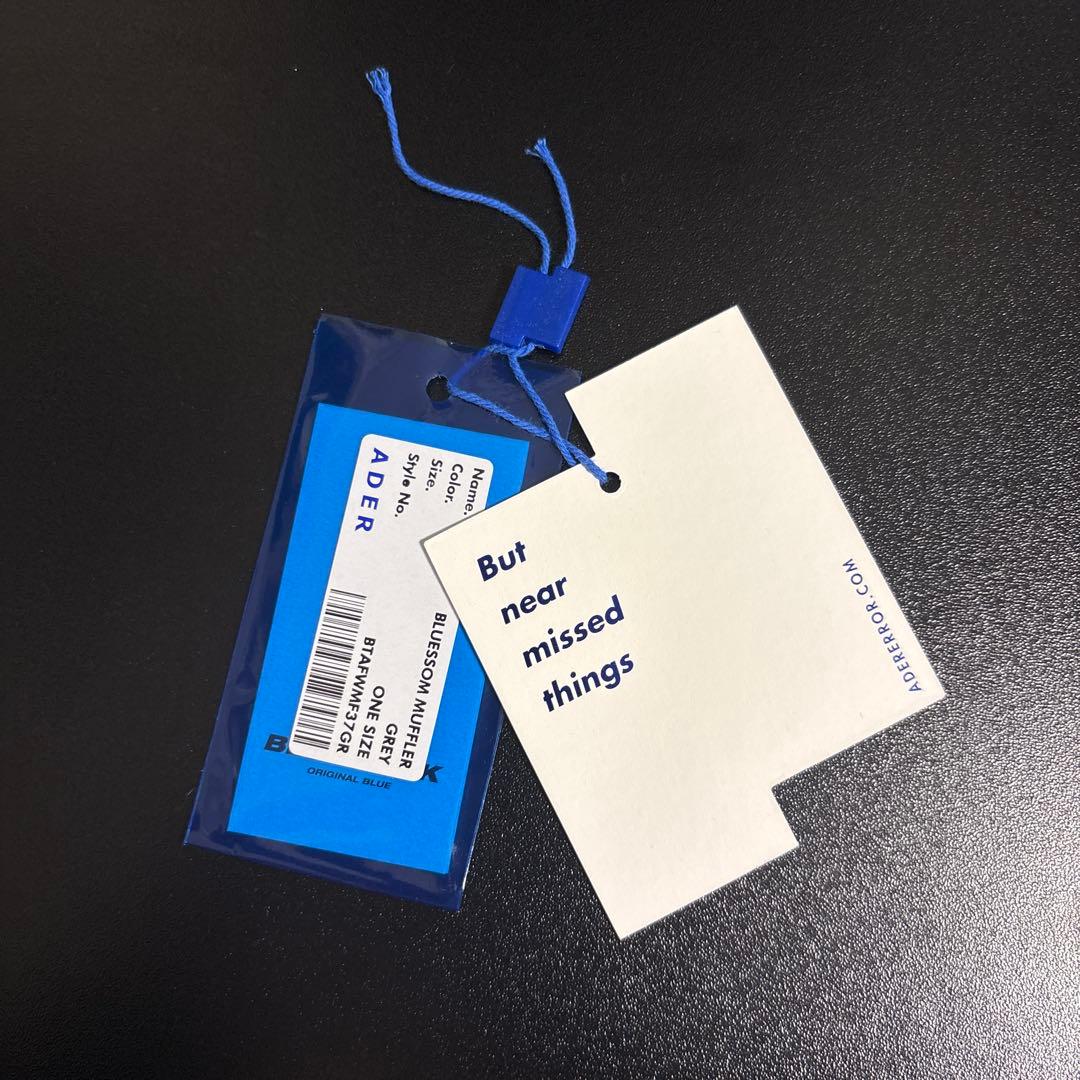 Name.
BLUESSOM MUFFLER
Color.
GREY
Size.
ONE SIZE
Style No.
BTAFWMF37GR
ADER
ORIGINAL BLUE
But
near
missed
things
ADERERROR.COM